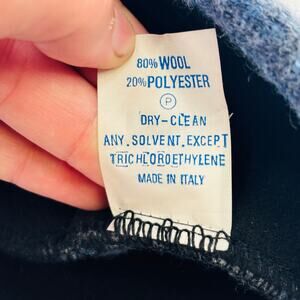 80% WOOL
20% POLYESTER
P
DRY-CLEAN
ANY.SOLVENT.EXCEPT
TRICHLOROETHYLENE
MADE IN ITALY